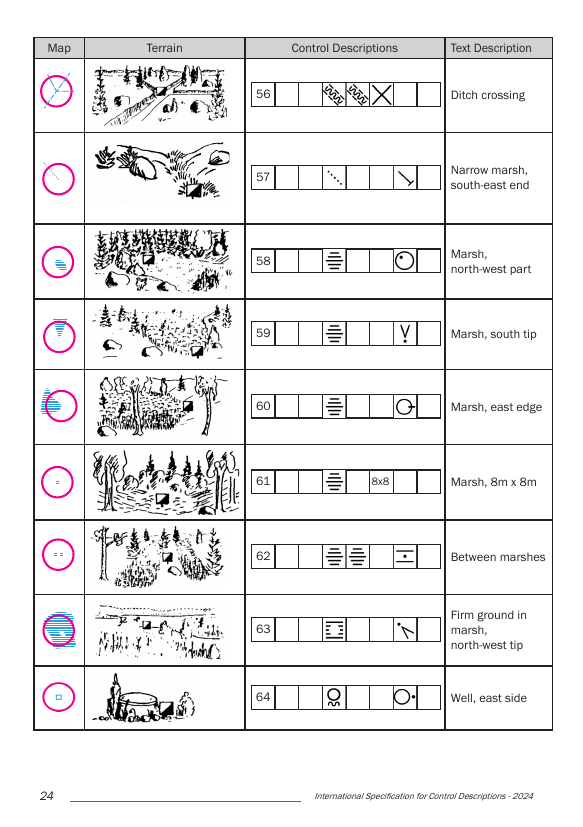 Map Terrain Control Descriptions Text Description
56 Ditch crossing
57 Narrow marsh,
south-east end
58 Marsh,
north-west part
59 Marsh, south tip
60 Marsh, east edge
61 8x8 Marsh, 8m x 8m
62 Between marshes
63 Firm ground in
marsh,
north-west tip
64 Well, east side
24 International Specification for Control Descriptions - 2024